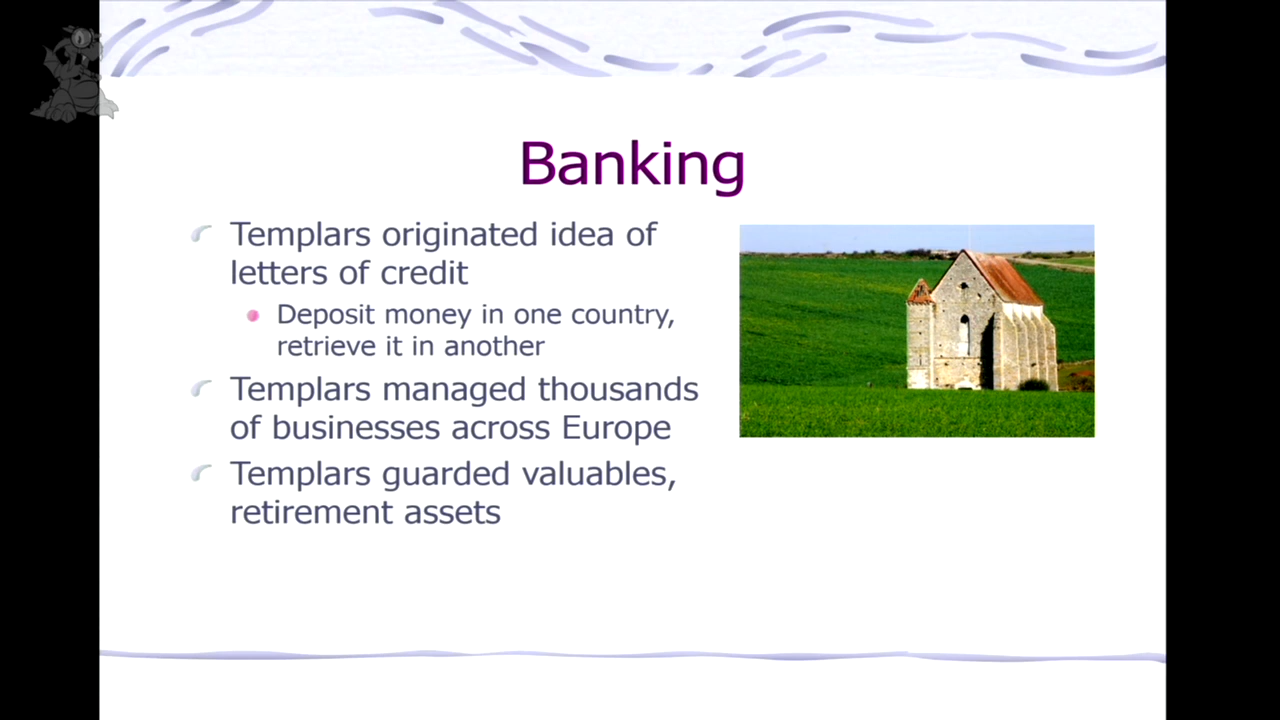 Banking
Templars originated idea of
letters of credit
Deposit money in one country,
retrieve it in another
Templars managed thousands
of businesses across Europe
Templars guarded valuables,
retirement assets